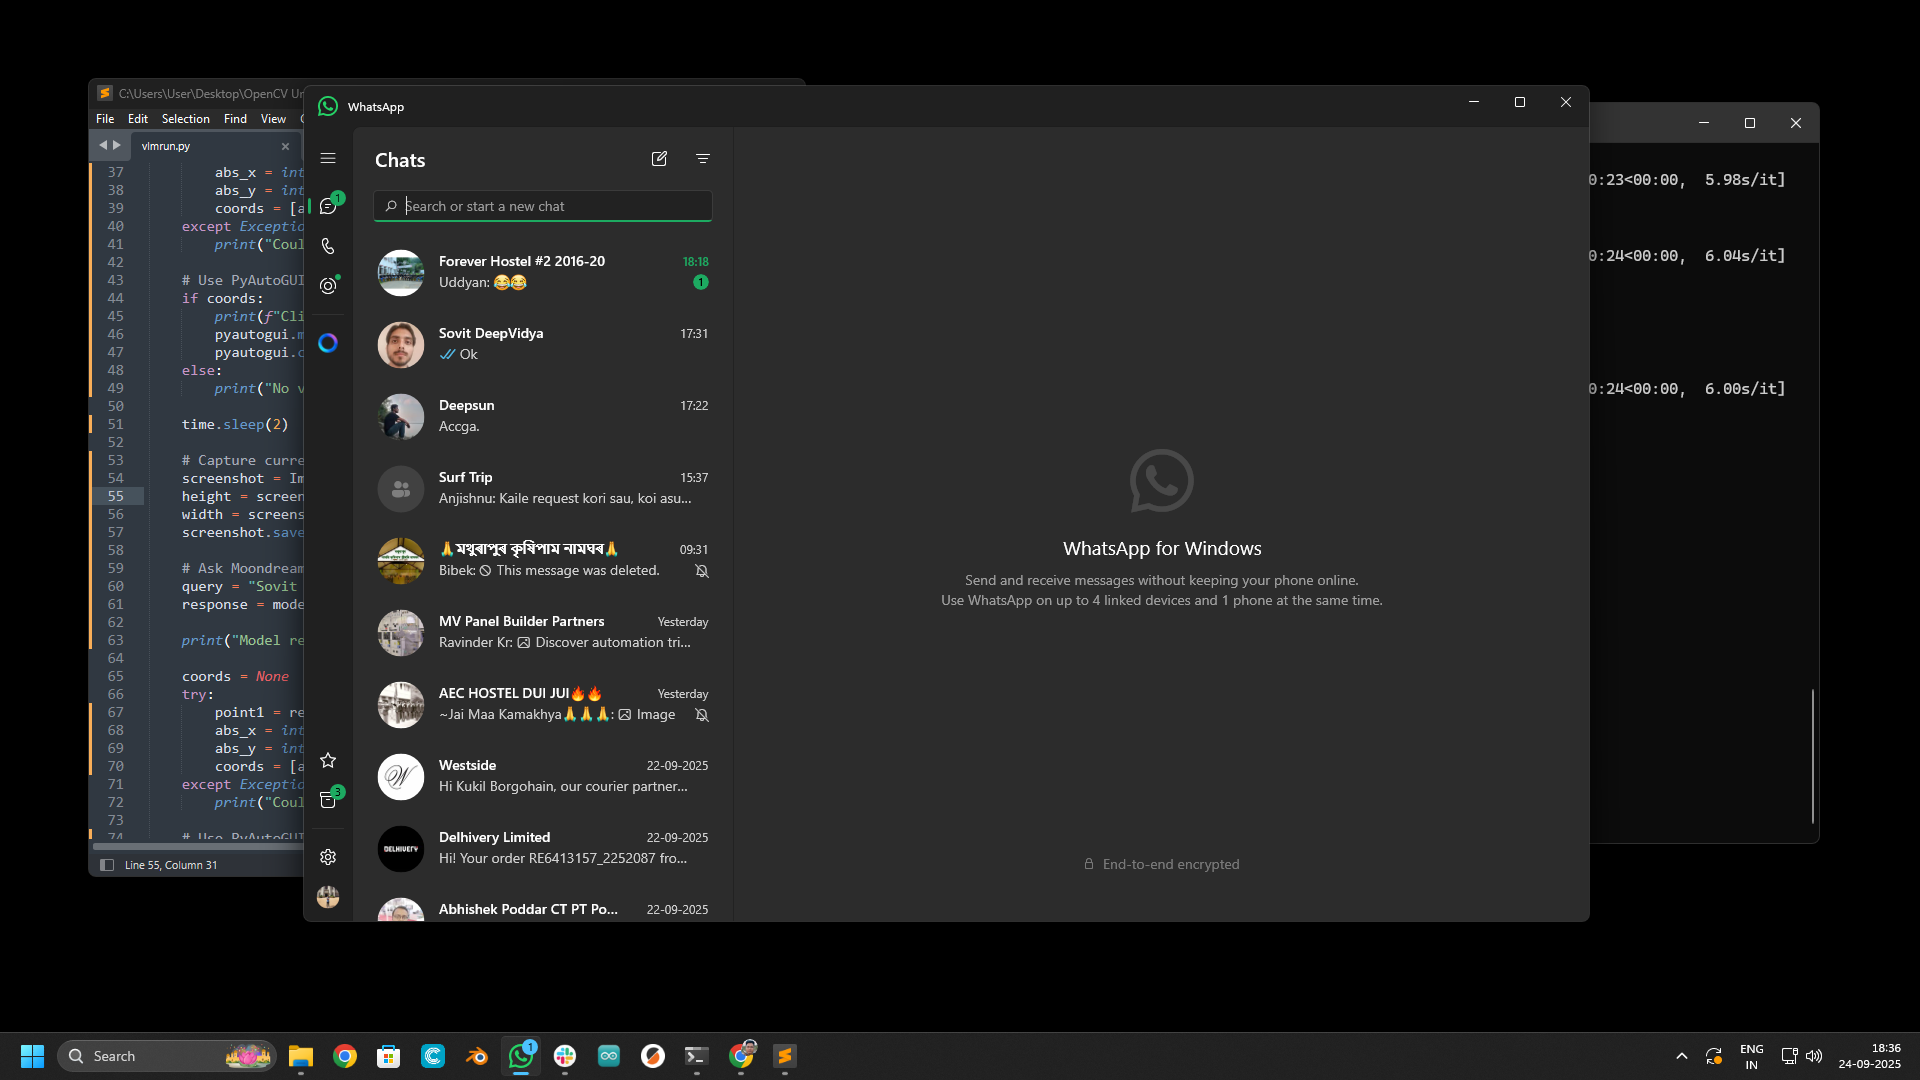 C:\Users\User\Desktop\OpenCV Un
File Edit Selection Find View
vlmrun.py
37 abs_x = int
38 abs_y = int
39 coords = [a
40 except Exceptio
41 print("Coul
42
43 # Use PyAutoGUI
44 if coords:
45 print(f"Cli
46 pyautogui.m
47 pyautogui.c
48 else:
49 print("No v
50
51 time.sleep(2)
52
53 # Capture curre
54 screenshot = Im
55 height = screen
56 width = screens
57 screenshot.save
58
59 # Ask Moondream
60 query = "Sovit
61 response = mode
62
63 print("Model re
64
65 coords = None
66 try:
67 point1 = re
68 abs_x = int
69 abs_y = int
70 coords = [a
71 except Exceptio
72 print("Coul
73
74 # Use PyAutoGUI
Line 55, Column 31
WhatsApp
1
3
Chats
Search or start a new chat
Forever Hostel #2 2016-20 18:18
Uddyan: 😂😂 1
Sovit DeepVidya 17:31
Ok
Deepsun 17:22
Accga.
Surf Trip 15:37
Anjishnu: Kaile request kori sau, koi asu...
🙏মথুৰাপুৰ কৃষিপাম নামঘৰ🙏 09:31
Bibek: 🚫 This message was deleted.
MV Panel Builder Partners Yesterday
Ravinder Kr: Discover automation tri...
AEC HOSTEL DUI JUI🔥🔥 Yesterday
~Jai Maa Kamakhya🙏🙏🙏: Image
Westside 22-09-2025
Hi Kukil Borgohain, our courier partner...
DELHIVERY
Delhivery Limited 22-09-2025
Hi! Your order RE6413157_2252087 fro...
Abhishek Poddar CT PT Po... 22-09-2025
WhatsApp for Windows
Send and receive messages without keeping your phone online.
Use WhatsApp on up to 4 linked devices and 1 phone at the same time.
End-to-end encrypted
0:23<00:00, 5.98s/it]
0:24<00:00, 6.04s/it]
0:24<00:00, 6.00s/it]
Search
1
ENG
IN
18:36
24-09-2025